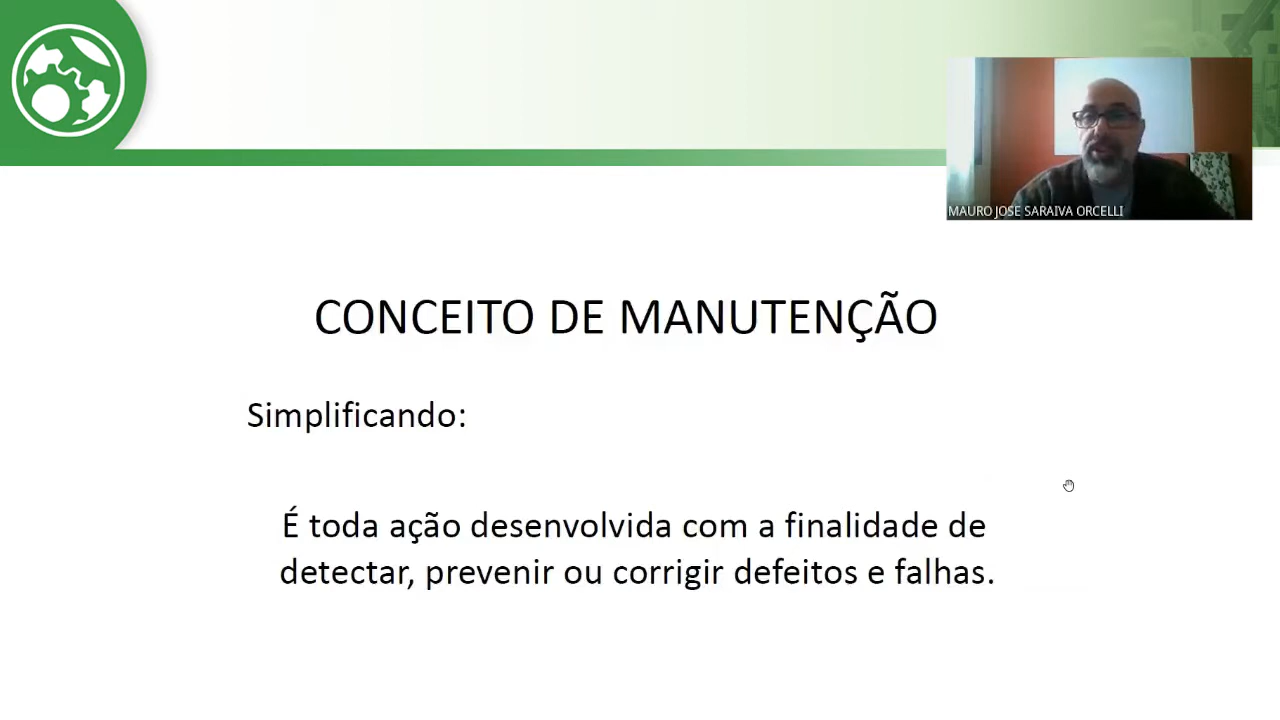 MAURO JOSE SARAIVA ORCELLI
CONCEITO DE MANUTENÇÃO
Simplificando:
É toda ação desenvolvida com a finalidade de
detectar, prevenir ou corrigir defeitos e falhas.